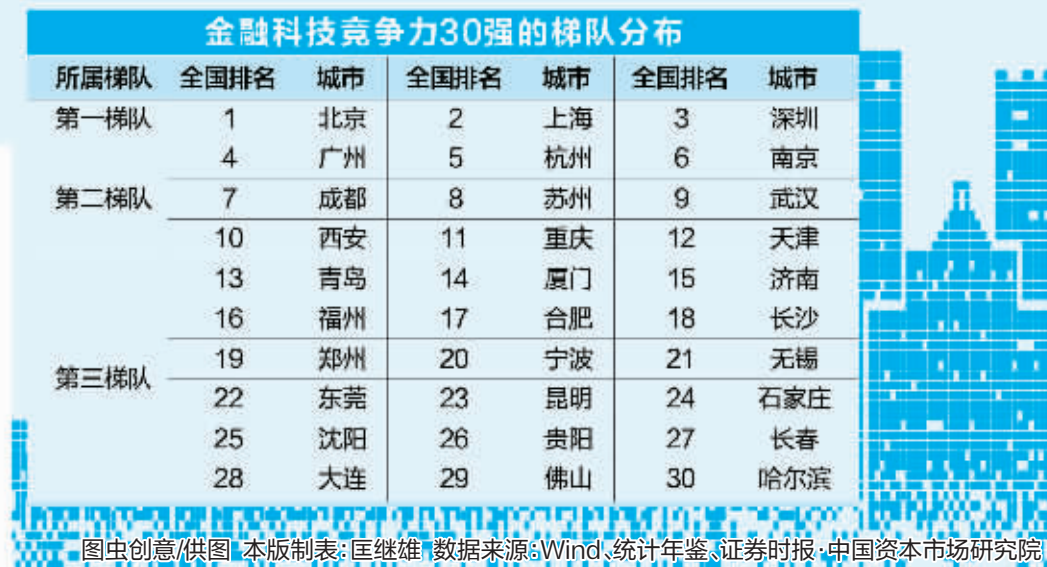 金融科技竞争力30强的梯队分布
所属梯队 全国排名 城市 全国排名 城市 全国排名 城市
第一梯队 1 北京 2 上海 3 深圳
4 广州 5 杭州 6 南京
第二梯队 7 成都 8 苏州 9 武汉
10 西安 11 重庆 12 天津
13 青岛 14 厦门 15 济南
16 福州 17 合肥 18 长沙
19 郑州 20 宁波 21 无锡
第三梯队
22 东莞 23 昆明 24 石家庄
25 沈阳 26 贵阳 27 长春
28 大连 29 佛山 30 哈尔滨
图虫创意/供图 本版制表:匡继雄 数据来源:Wind、统计年鉴、证券时报·中国资本市场研究院